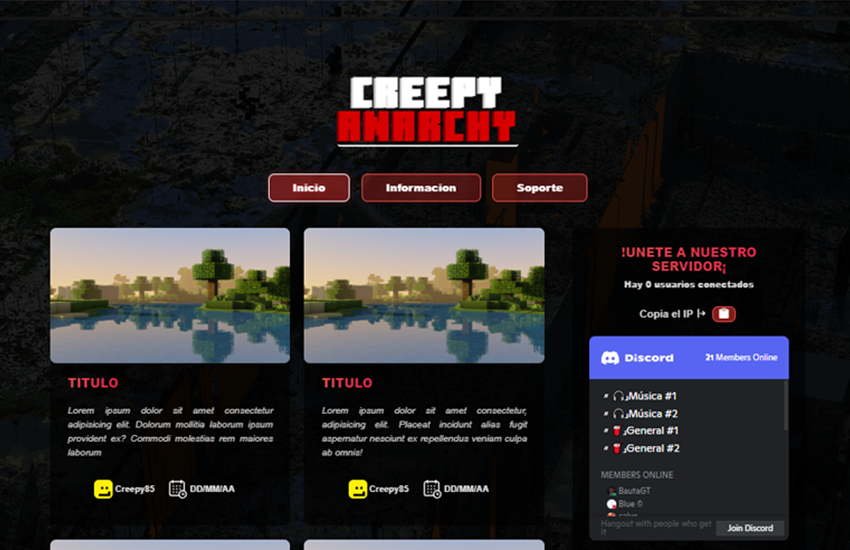 CREEPY
ANARCHY
Inicio
Informacion
Soporte
TITULO
Lorem ipsum dolor sit amet consectetur
adipisicing elit. Dolorum mollitia laborum ipsum
provident ex? Commodi molestias rem maiores
laborum
Creepy85
DD/MM/AA
TITULO
Lorem ipsum dolor sit amet consectetur,
adipisicing elit. Placeat incidunt alias fugit
aspernatur nesciunt ex repellendus veniam culpa
ab omnis!
Creepy85
DD/MM/AA
!UNETE A NUESTRO
SERVIDOR¡
Hay 0 usuarios conectados
Copia el IP
Discord
21 Members Online
Música #1
Música #2
General #1
General #2
MEMBERS ONLINE
BautaGT
Blue ©
Hangout with people who get
it
Join Discord